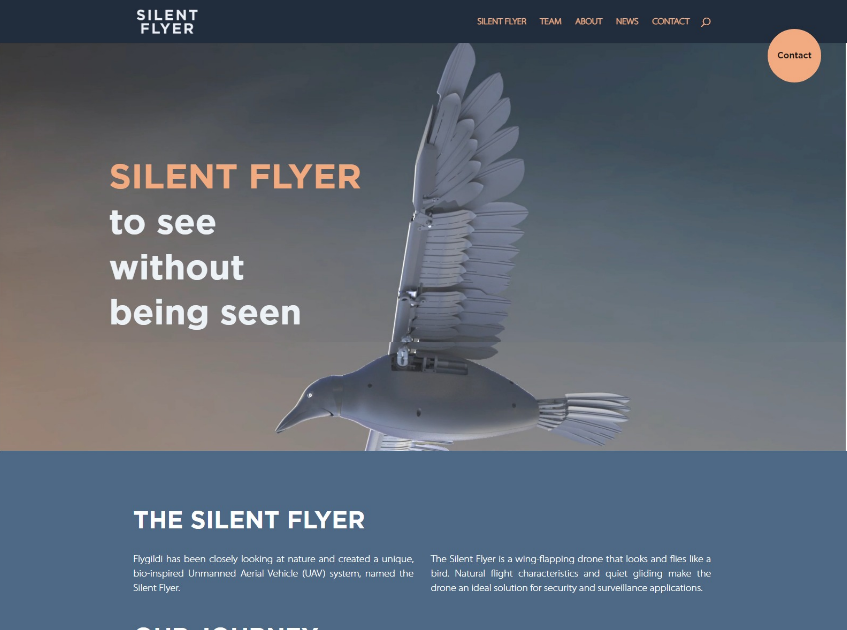 SILENT
FLYER
SILENT FLYER
TEAM
ABOUT
NEWS
CONTACT
Contact
SILENT FLYER
to see
without
being seen
THE SILENT FLYER
Flygildi has been closely looking at nature and created a unique,
bio-inspired Unmanned Aerial Vehicle (UAV) system, named the
Silent Flyer.
The Silent Flyer is a wing-flapping drone that looks and flies like a
bird. Natural flight characteristics and quiet gliding make the
drone an ideal solution for security and surveillance applications.
OUR JOURNEY